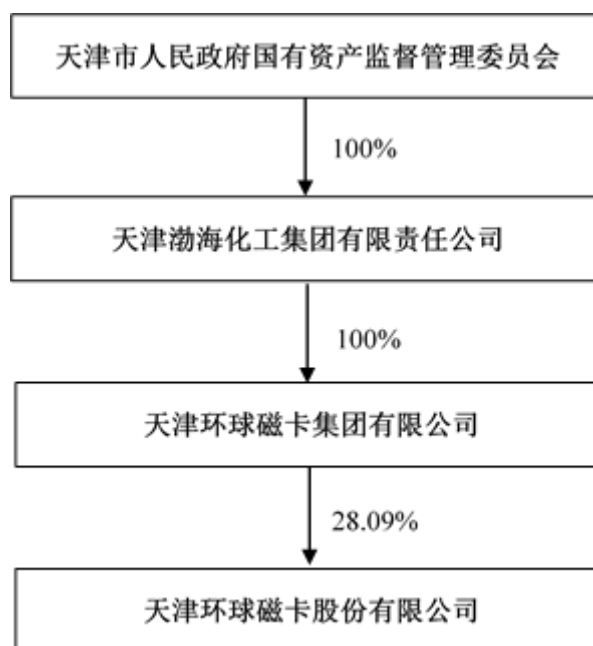 天津市人民政府国有资产监督管理委员会
100%
天津渤海化工集团有限责任公司
100%
天津环球磁卡集团有限公司
28.09%
天津环球磁卡股份有限公司